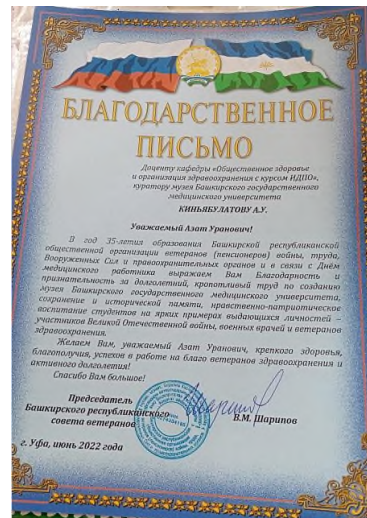 БЛАГОДАРСТВЕННОЕ
ПИСЬМО
Доценту кафедры «Общественное здоровье
и организация здравоохранения с курсом ИДПО»,
куратору музея Башкирского государственного
медицинского университета
КИНЬЯБУЛАТОВУ А.У.
Уважаемый Азат Уранович!
В год 35-летия образования Башкирской республиканской
общественной организации ветеранов (пенсионеров) войны, труда,
Вооруженных Сил и правоохранительных органов и в связи с Днём
медицинского работника выражаем Вам Благодарность и
признательность за долголетний, кропотливый труд по созданию
музея Башкирского государственного медицинского университета,
сохранение и исторической памяти, нравственно-патриотическое
воспитание студентов на ярких примерах выдающихся личностей –
участников Великой Отечественной войны, военных врачей и ветеранов
здравоохранения.
Желаем Вам, уважаемый Азат Уранович, крепкого здоровья,
благополучия, успехов в работе на благо ветеранов здравоохранения и
активного долголетия!
Спасибо Вам большое!
Председатель
Башкирского республиканского
совета ветеранов
В.М. Шарипов
г. Уфа, июнь 2022 года